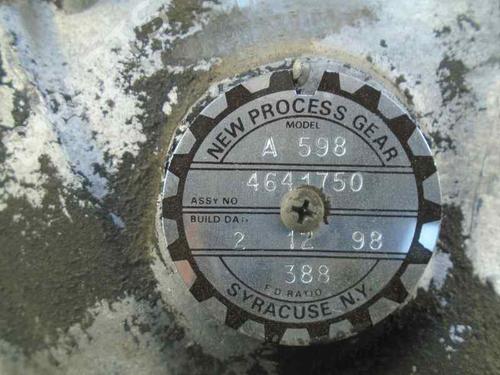 NEW PROCESS GEAR
MODEL
A 598
4641750
ASSY NO
BUILD DATE
2 12 98
388
F.D. RATIO
SYRACUSE N.Y.